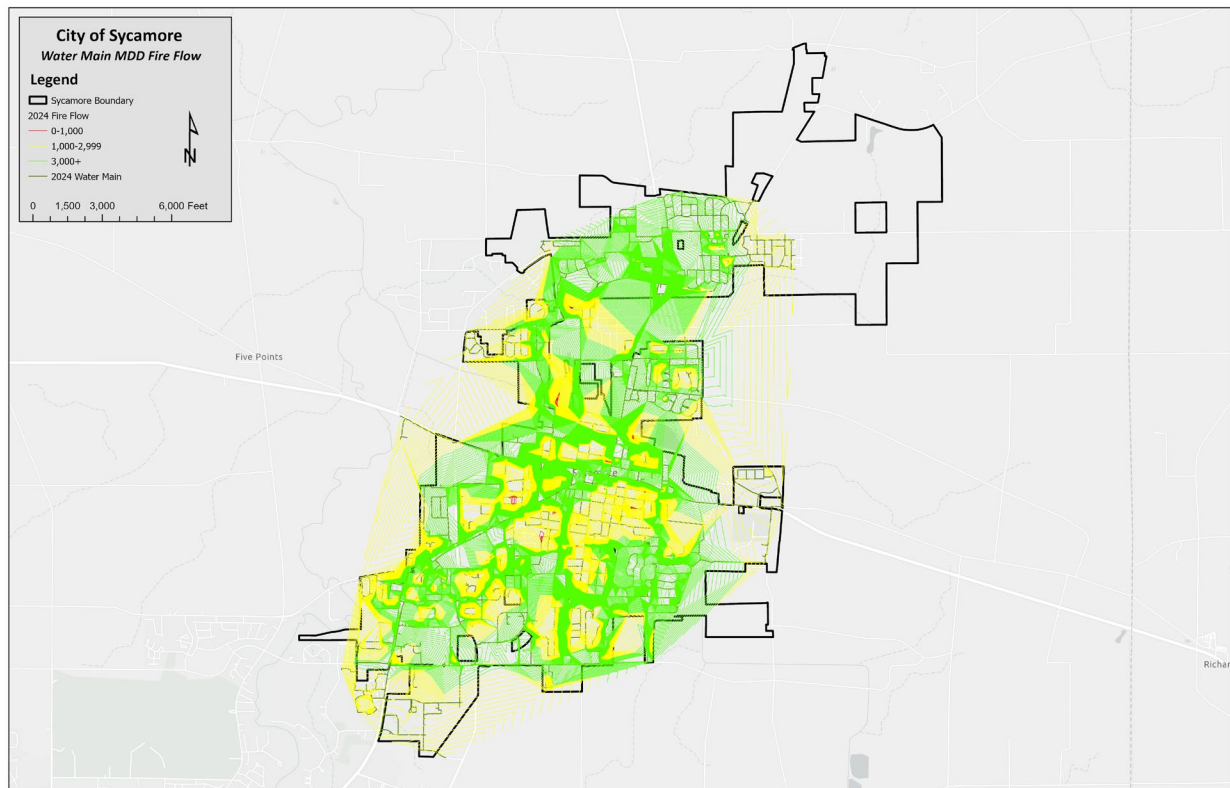 City of Sycamore
Water Main MDD Fire Flow
Legend
Sycamore Boundary
2024 Fire Flow
0-1,000
1,000-2,999
3,000+
2024 Water Main
N
0 1,500 3,000 6,000 Feet
Five Points
Richar